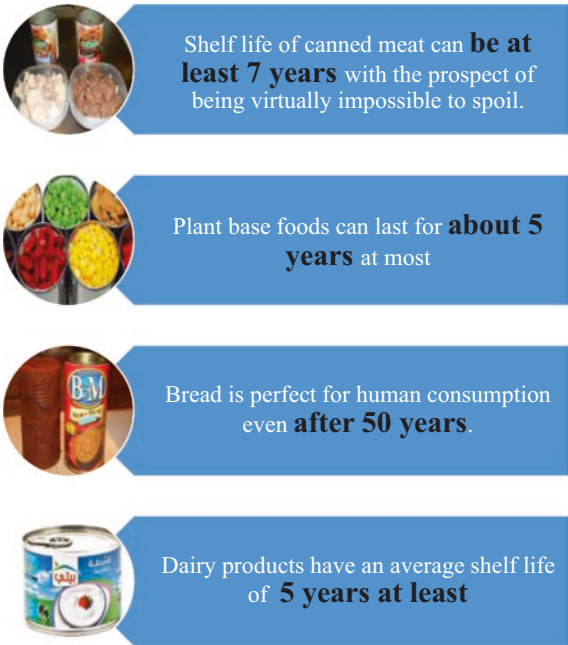 Shelf life of canned meat can be at
least 7 years with the prospect of
being virtually impossible to spoil.
Plant base foods can last for about 5
years at most
B&M
Bread is perfect for human consumption
even after 50 years.
قشطة
Dairy products have an average shelf life
of 5 years at least